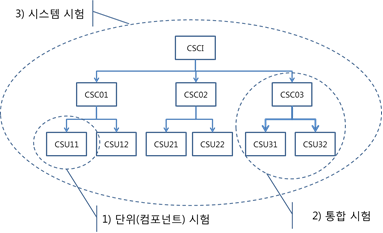 3) 시스템 시험
CSCI
CSC01 CSC02 CSC03
CSU11 CSU12 CSU21 CSU22 CSU31 CSU32
1) 단위(컴포넌트) 시험
2) 통합 시험